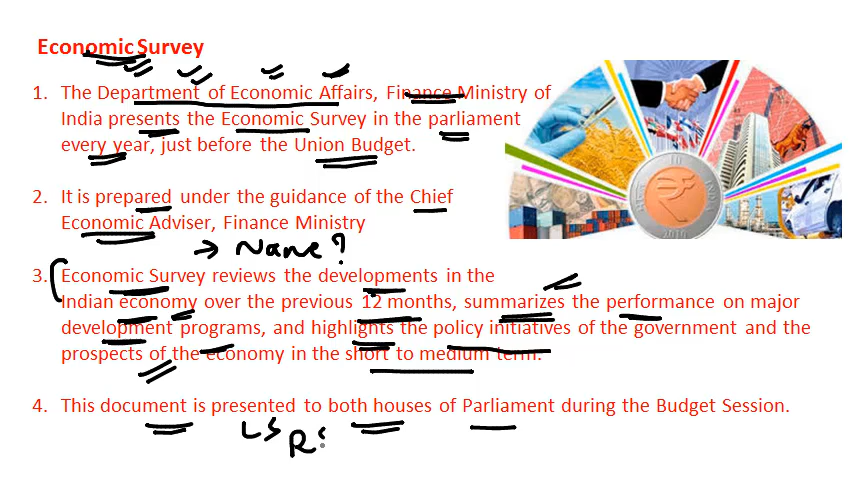 Economic Survey
1. The Department of Economic Affairs, Finance Ministry of
India presents the Economic Survey in the parliament
every year, just before the Union Budget.
2. It is prepared under the guidance of the Chief
Economic Adviser, Finance Ministry
→ Name?
3. Economic Survey reviews the developments in the
Indian economy over the previous 12 months, summarizes the performance on major
development programs, and highlights the policy initiatives of the government and the
prospects of the economy in the short to medium term.
4. This document is presented to both houses of Parliament during the Budget Session.
LS
RS